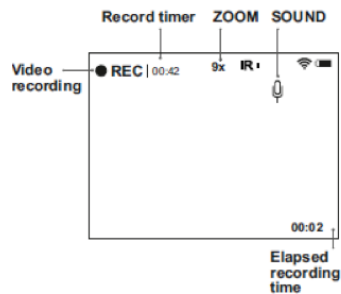 Record timer ZOOM SOUND
Video
recording
REC 00:42 9x IR
00:02
Elapsed
recording
time